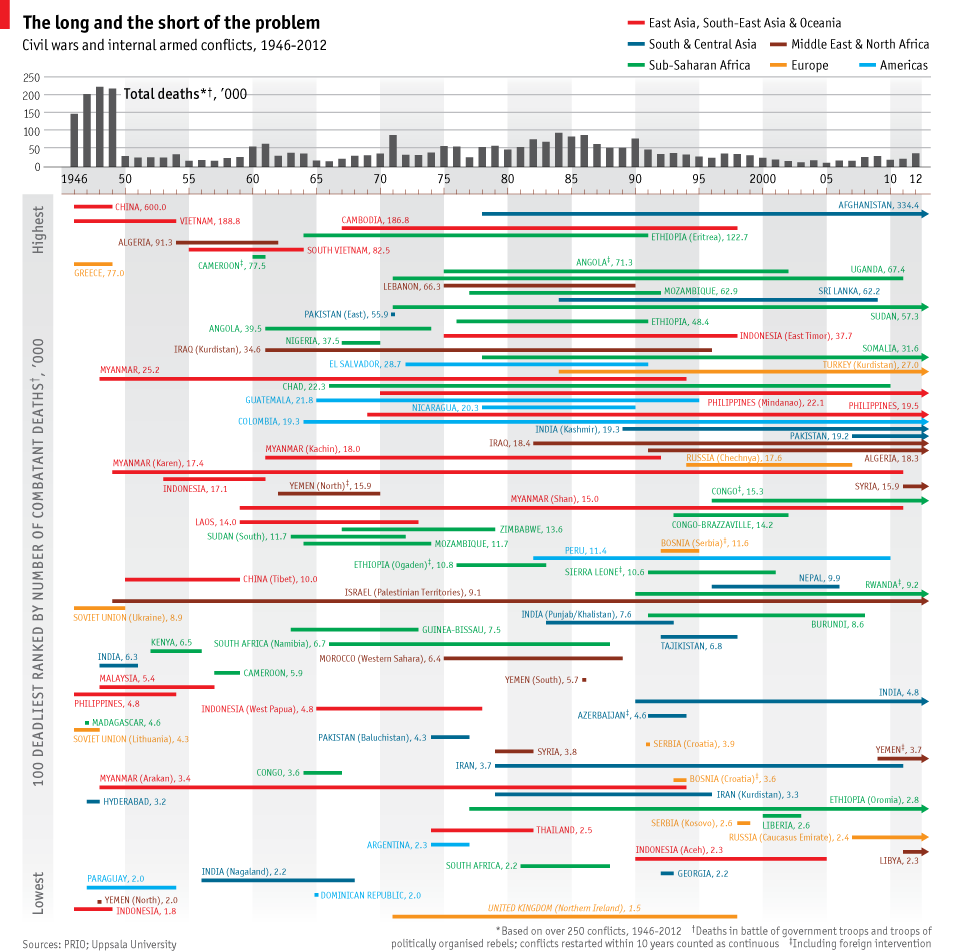 The long and the short of the problem
Civil wars and internal armed conflicts, 1946-2012
East Asia, South-East Asia & Oceania
South & Central Asia
Middle East & North Africa
Sub-Saharan Africa
Europe
Americas
Total deaths*†, ’000
250
200
150
100
50
0
1946 50 55 60 65 70 75 80 85 90 95 2000 05 10 12
100 DEADLIEST RANKED BY NUMBER OF COMBATANT DEATHS†, ’000
Highest
Lowest
CHINA, 600.0
AFGHANISTAN, 334.4
VIETNAM, 188.8
CAMBODIA, 186.8
ETHIOPIA (Eritrea), 122.7
ALGERIA, 91.3
SOUTH VIETNAM, 82.5
CAMEROON‡, 77.5
GREECE, 77.0
ANGOLA‡, 71.3
UGANDA, 67.4
LEBANON, 66.3
MOZAMBIQUE, 62.9
SRI LANKA, 62.2
SUDAN, 57.3
PAKISTAN (East), 55.9
ETHIOPIA, 48.4
ANGOLA, 39.5
INDONESIA (East Timor), 37.7
NIGERIA, 37.5
IRAQ (Kurdistan), 34.6
SOMALIA, 31.6
EL SALVADOR, 28.7
TURKEY (Kurdistan), 27.0
MYANMAR, 25.2
CHAD, 22.3
PHILIPPINES (Mindanao), 22.1
GUATEMALA, 21.8
NICARAGUA, 20.3
PHILIPPINES, 19.5
COLOMBIA, 19.3
INDIA (Kashmir), 19.3
PAKISTAN, 19.2
IRAQ, 18.4
ALGERIA, 18.3
MYANMAR (Kachin), 18.0
RUSSIA (Chechnya), 17.6
MYANMAR (Karen), 17.4
INDONESIA, 17.1
SYRIA, 15.9
YEMEN (North)‡, 15.9
CONGO‡, 15.3
MYANMAR (Shan), 15.0
CONGO-BRAZZAVILLE, 14.2
LAOS, 14.0
ZIMBABWE, 13.6
SUDAN (South), 11.7
MOZAMBIQUE, 11.7
BOSNIA (Serbia)‡, 11.6
PERU, 11.4
ETHIOPIA (Ogaden)‡, 10.8
SIERRA LEONE‡, 10.6
CHINA (Tibet), 10.0
NEPAL, 9.9
RWANDA‡, 9.2
ISRAEL (Palestinian Territories), 9.1
SOVIET UNION (Ukraine), 8.9
BURUNDI, 8.6
INDIA (Punjab/Khalistan), 7.6
GUINEA-BISSAU, 7.5
TAJIKISTAN, 6.8
SOUTH AFRICA (Namibia), 6.7
KENYA, 6.5
MOROCCO (Western Sahara), 6.4
INDIA, 6.3
CAMEROON, 5.9
YEMEN (South), 5.7
MALAYSIA, 5.4
PHILIPPINES, 4.8
INDIA, 4.8
INDONESIA (West Papua), 4.8
AZERBAIJAN‡, 4.6
MADAGASCAR, 4.6
SOVIET UNION (Lithuania), 4.3
PAKISTAN (Baluchistan), 4.3
SERBIA (Croatia), 3.9
SYRIA, 3.8
YEMEN‡, 3.7
IRAN, 3.7
CONGO, 3.6
BOSNIA (Croatia)‡, 3.6
MYANMAR (Arakan), 3.4
IRAN (Kurdistan), 3.3
HYDERABAD, 3.2
ETHIOPIA (Oromia), 2.8
LIBERIA, 2.6
SERBIA (Kosovo), 2.6
THAILAND, 2.5
RUSSIA (Caucasus Emirate), 2.4
ARGENTINA, 2.3
INDONESIA (Aceh), 2.3
LIBYA, 2.3
SOUTH AFRICA, 2.2
GEORGIA, 2.2
INDIA (Nagaland), 2.2
PARAGUAY, 2.0
DOMINICAN REPUBLIC, 2.0
YEMEN (North), 2.0
INDONESIA, 1.8
UNITED KINGDOM (Northern Ireland), 1.5
Sources: PRIO; Uppsala University
*Based on over 250 conflicts, 1946-2012 †Deaths in battle of government troops and troops of
politically organised rebels; conflicts restarted within 10 years counted as continuous ‡Including foreign intervention